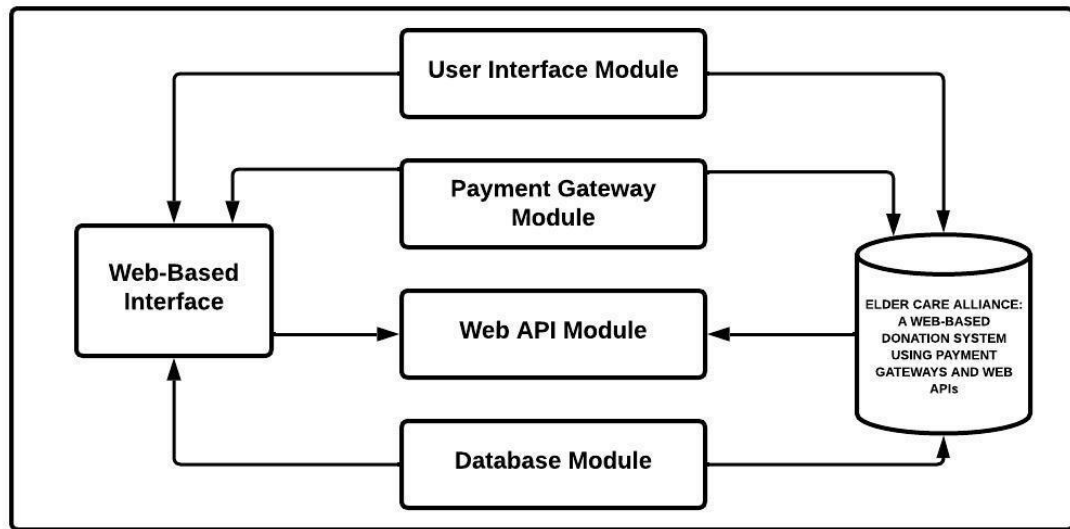 User Interface Module
Payment Gateway
Module
Web-Based
Interface
Web API Module
ELDER CARE ALLIANCE:
A WEB-BASED
DONATION SYSTEM
USING PAYMENT
GATEWAYS AND WEB
APIs
Database Module